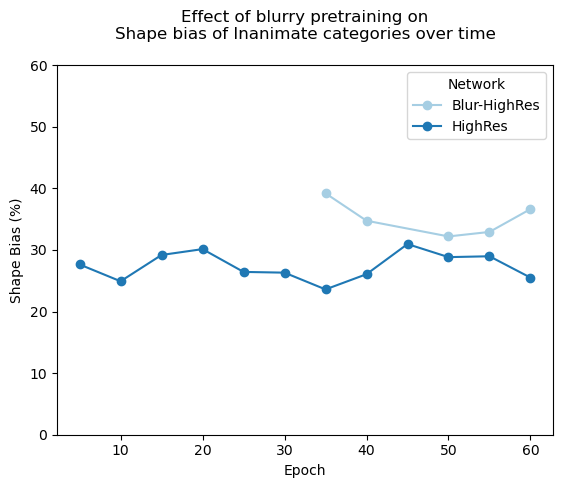 Effect of blurry pretraining on
Shape bias of Inanimate categories over time
Network
Blur-HighRes
HighRes
Shape Bias (%)
60
50
40
30
20
10
0
10 20 30 40 50 60
Epoch